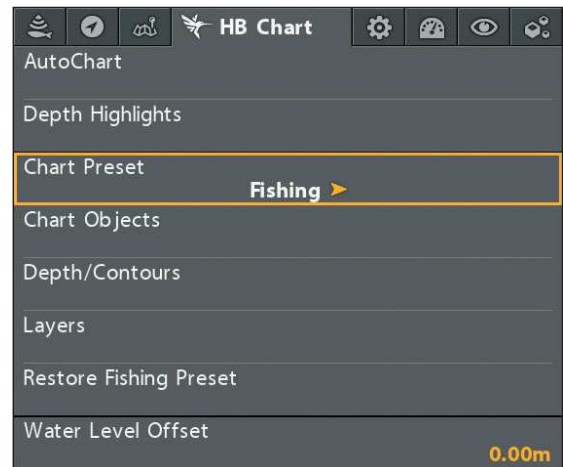 HB Chart
AutoChart
Depth Highlights
Chart Preset
Fishing
Chart Objects
Depth/Contours
Layers
Restore Fishing Preset
Water Level Offset
0.00m